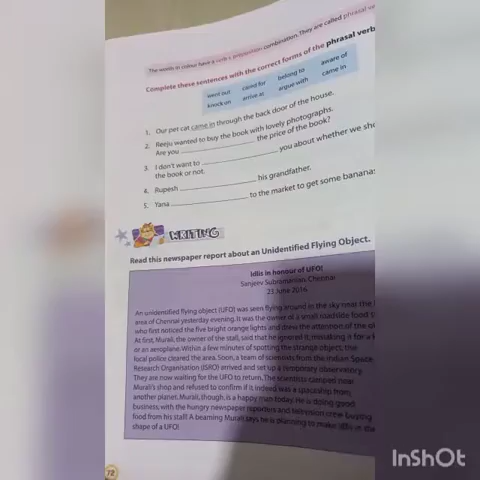 The words in colour have a verb + preposition combination. They are called phrasal
Complete these sentences with the correct forms of the phrasal verb
went out cared for belong to aware of
knock on arrive at argue with came in
1. Our pet cat came in through the back door of the house.
2. Reeju wanted to buy the book with lovely photographs.
Are you ____________ the price of the book?
3. I don't want to ____________ you about whether we sho
the book or not.
4. Rupesh ____________ his grandfather.
5. Yana ____________ to the market to get some banana
WRITING
Read this newspaper report about an Unidentified Flying Object.
Idlis in honour of UFO!
Sanjeev Subramanian, Chennai
23 June 2016
An unidentified flying object (UFO) was seen flying around in the sky near the
area of Chennai yesterday evening. It was the owner of a small roadside food s
who first noticed the five bright orange lights and drew the attention of the
At first, Murali, the owner of the stall, said that he ignored it, mistaking it for a
or an aeroplane. Within a few minutes of spotting the strange object, the
local police cleared the area. Soon, a team of scientists from the Indian Space
Research Organisation (ISRO) arrived and set up a temporary observatory.
They are now waiting for the UFO to return. The scientists camped near
Murali's shop and refused to confirm if it indeed was a spaceship from
another planet. Murali, though, is a happy man today. He is doing good
business, with the hungry newspaper reporters and television crew buying
food from his stall! A beaming Murali says he is planning to make idlis in the
shape of a UFO!
72
InShOt